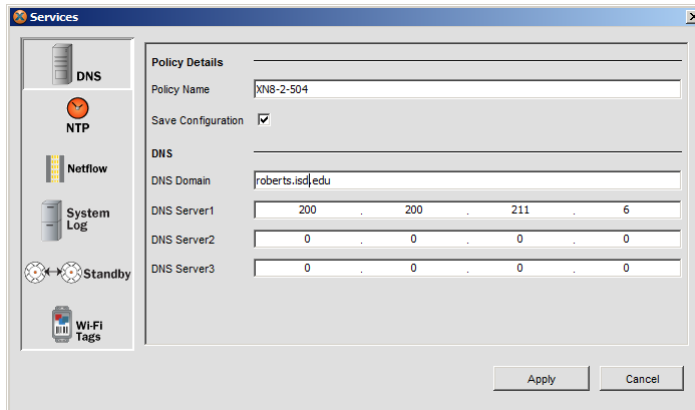 Services
DNS
NTP
Netflow
System
Log
Standby
Wi-Fi
Tags
Policy Details
Policy Name XN8-2-504
Save Configuration
DNS
DNS Domain roberts.isd.edu
DNS Server1 200 . 200 . 211 . 6
DNS Server2 0 . 0 . 0 . 0
DNS Server3 0 . 0 . 0 . 0
Apply Cancel